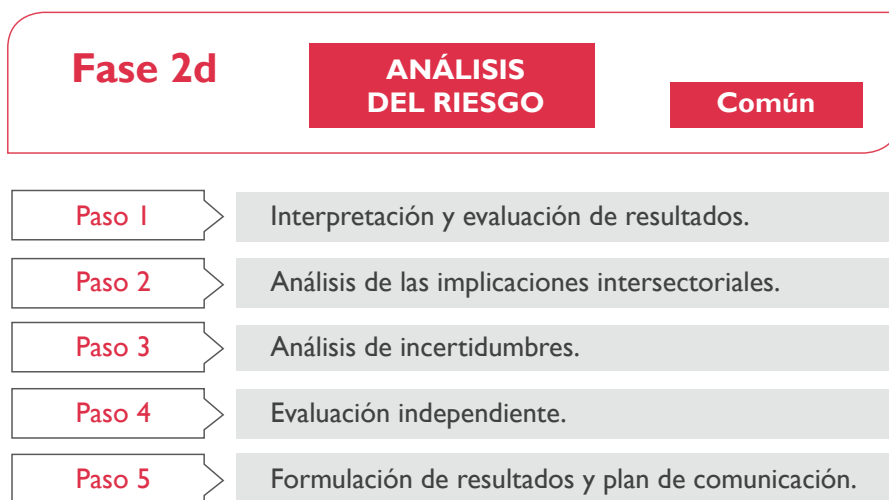 Fase 2d
ANÁLISIS
DEL RIESGO
Común
Paso 1
Interpretación y evaluación de resultados.
Paso 2
Análisis de las implicaciones intersectoriales.
Paso 3
Análisis de incertidumbres.
Paso 4
Evaluación independiente.
Paso 5
Formulación de resultados y plan de comunicación.